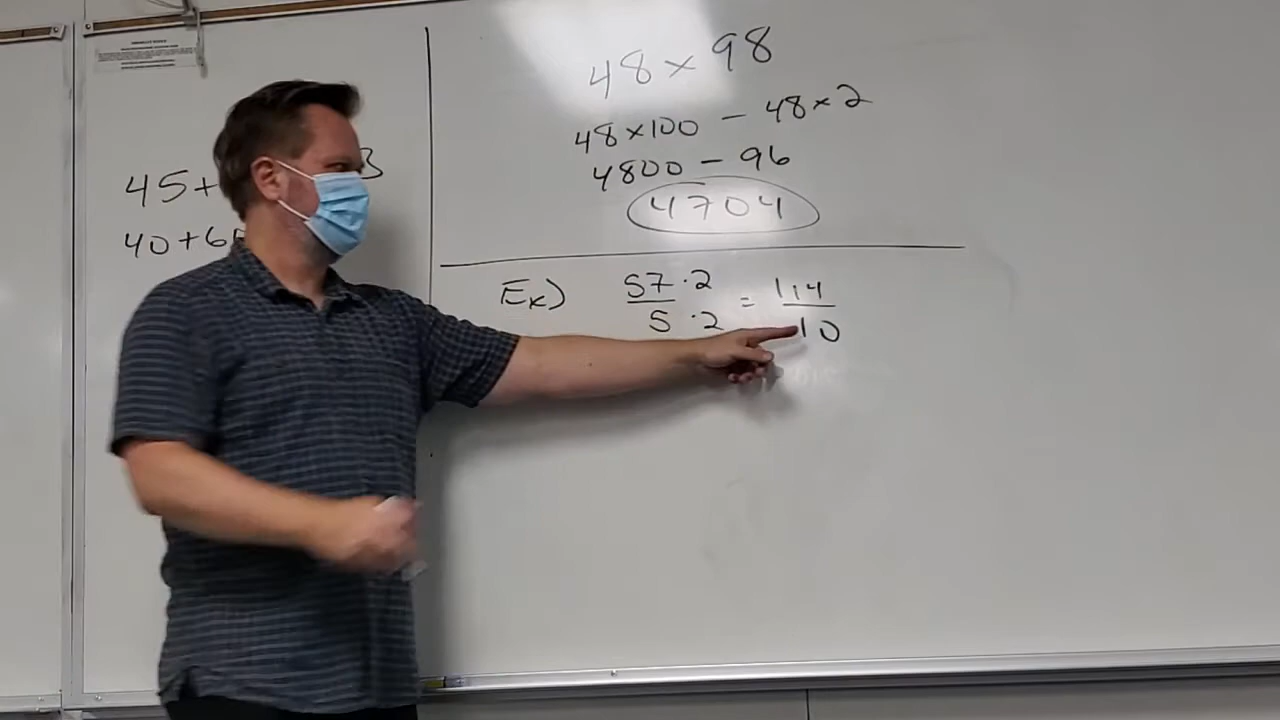 48 × 98
48 × 100 - 48 × 2
4800 - 96
4704
45+
3
40+6
Ex) 57·2 / 5·2 = 114 / 10